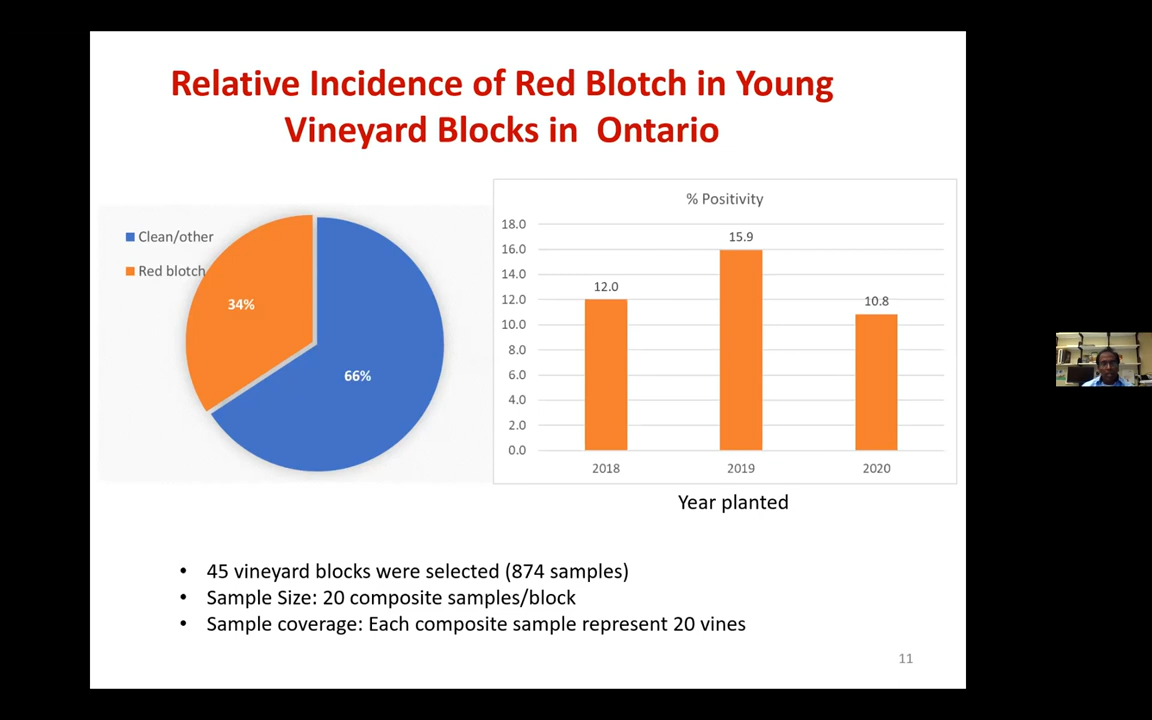 Relative Incidence of Red Blotch in Young
Vineyard Blocks in Ontario
Clean/other
Red blotch
34%
66%
% Positivity
18.0
16.0
14.0
12.0
10.0
8.0
6.0
4.0
2.0
0.0
12.0
15.9
10.8
2018
2019
2020
Year planted
• 45 vineyard blocks were selected (874 samples)
• Sample Size: 20 composite samples/block
• Sample coverage: Each composite sample represent 20 vines
11